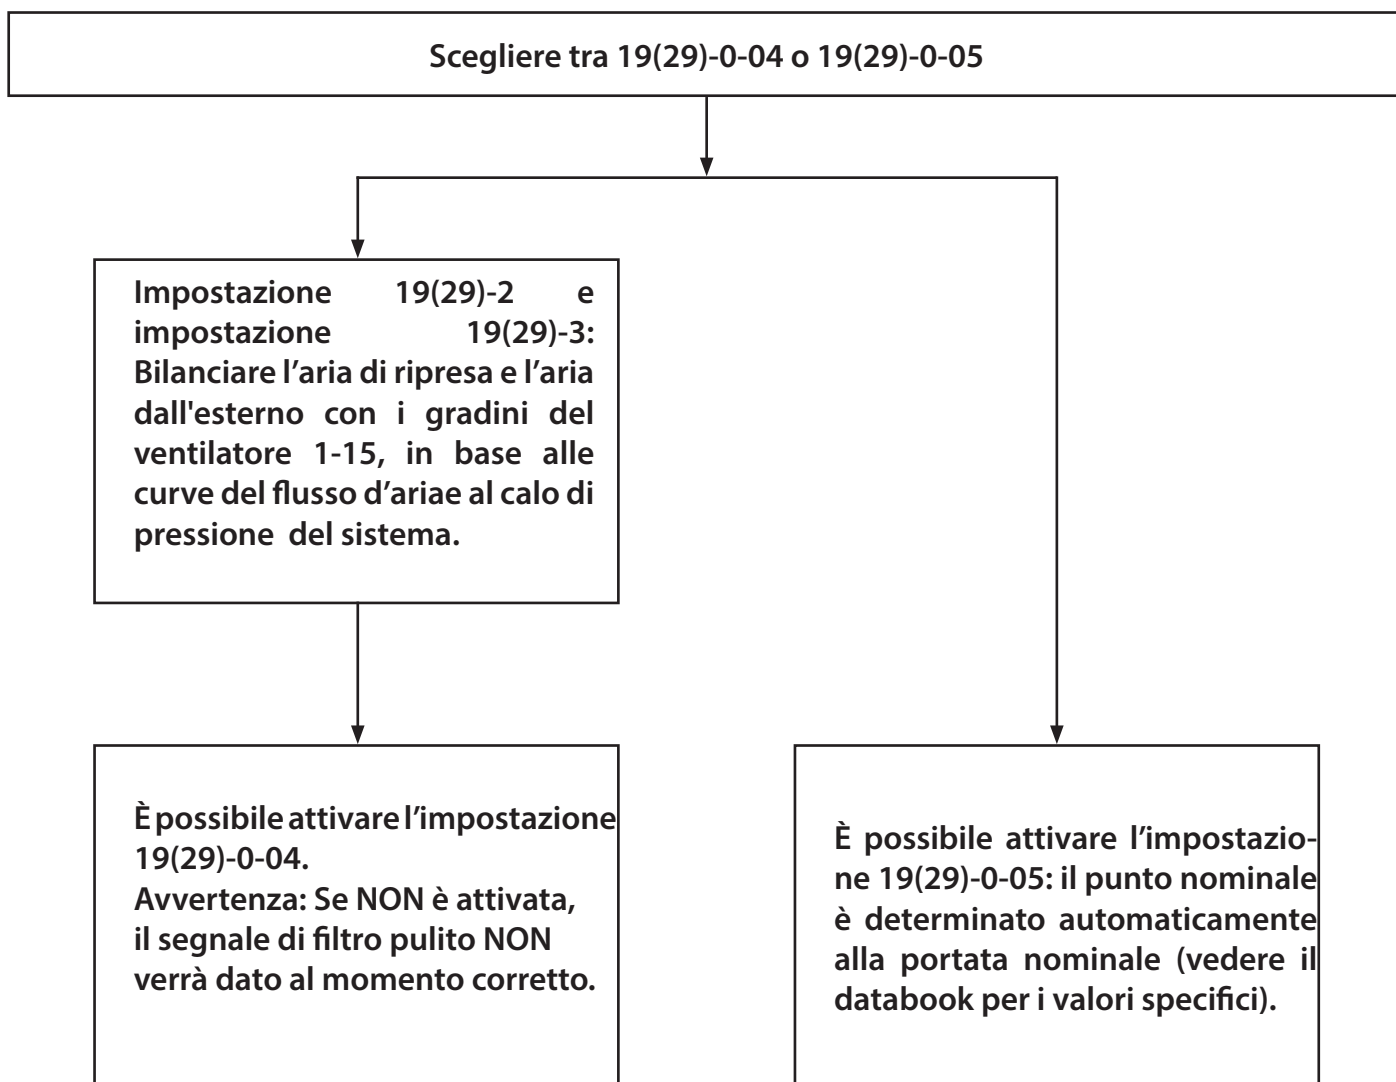 Scegliere tra 19(29)-0-04 o 19(29)-0-05
Impostazione 19(29)-2 e
impostazione 19(29)-3:
Bilanciare l’aria di ripresa e l’aria
dall'esterno con i gradini del
ventilatore 1-15, in base alle
curve del flusso d’ariae al calo di
pressione del sistema.
È possibile attivare l’impostazione
19(29)-0-04.
Avvertenza: Se NON è attivata,
il segnale di filtro pulito NON
verrà dato al momento corretto.
È possibile attivare l’impostazio-
ne 19(29)-0-05: il punto nominale
è determinato automaticamente
alla portata nominale (vedere il
databook per i valori specifici).